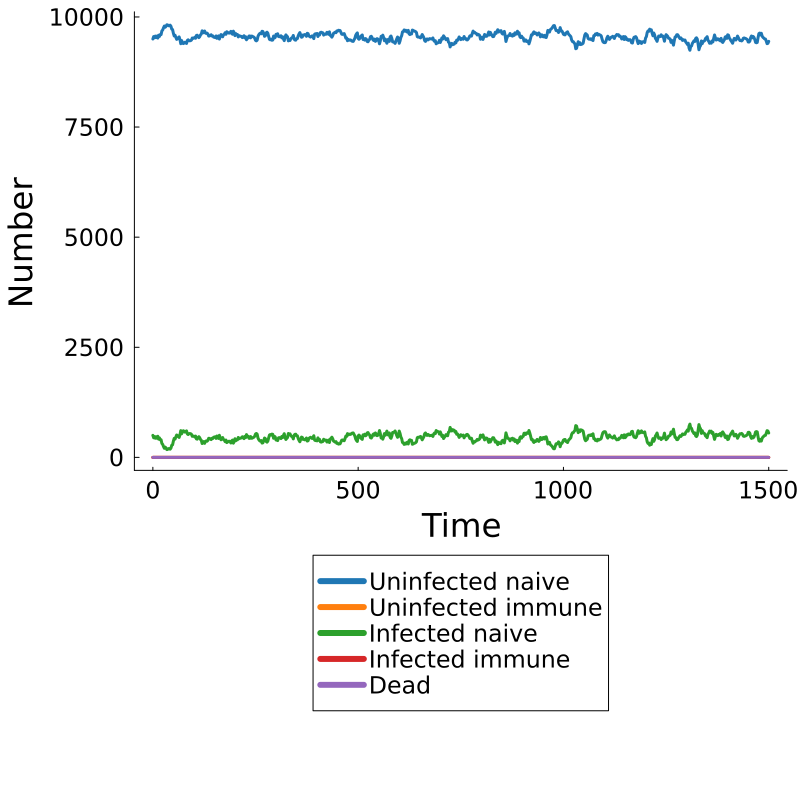 10000
7500
5000
2500
0
Number
0 500 1000 1500
Time
Uninfected naive
Uninfected immune
Infected naive
Infected immune
Dead